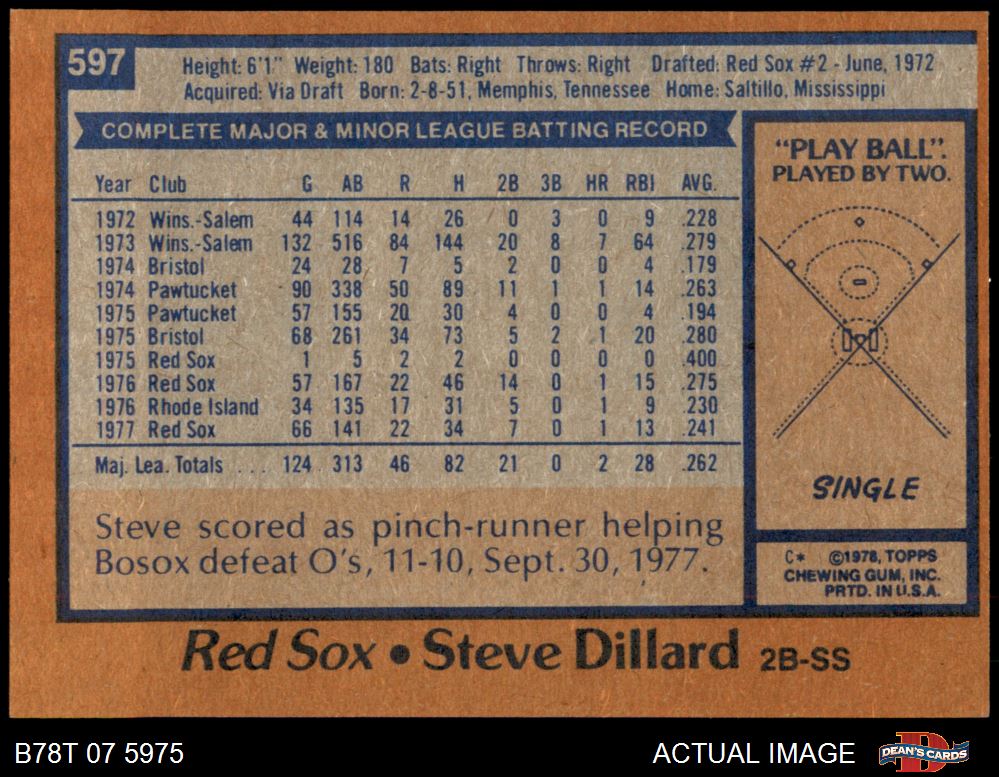 597
Height: 6'1" Weight: 180 Bats: Right Throws: Right Drafted: Red Sox #2 - June, 1972
Acquired: Via Draft Born: 2-8-51, Memphis, Tennessee Home: Saltillo, Mississippi
COMPLETE MAJOR & MINOR LEAGUE BATTING RECORD
Year Club G AB R H 2B 3B HR RBI AVG.
1972 Wins.-Salem 44 114 14 26 0 3 0 9 .228
1973 Wins.-Salem 132 516 84 144 20 8 7 64 .279
1974 Bristol 24 28 7 5 2 0 0 4 .179
1974 Pawtucket 90 338 50 89 11 1 1 14 .263
1975 Pawtucket 57 155 20 30 4 0 0 4 .194
1975 Bristol 68 261 34 73 5 2 1 20 .280
1975 Red Sox 1 5 2 2 0 0 0 0 .400
1976 Red Sox 57 167 22 46 14 0 1 15 .275
1976 Rhode Island 34 135 17 31 5 0 1 9 .230
1977 Red Sox 66 141 22 34 7 0 1 13 .241
Maj. Lea. Totals ... 124 313 46 82 21 0 2 28 .262
Steve scored as pinch-runner helping
Bosox defeat O's, 11-10, Sept. 30, 1977.
"PLAY BALL".
PLAYED BY TWO.
SINGLE
C* ©1978, TOPPS
CHEWING GUM, INC.
PRTD. IN U.S.A.
Red Sox • Steve Dillard 2B-SS
B78T 07 5975
ACTUAL IMAGE
DEAN'S CARDS